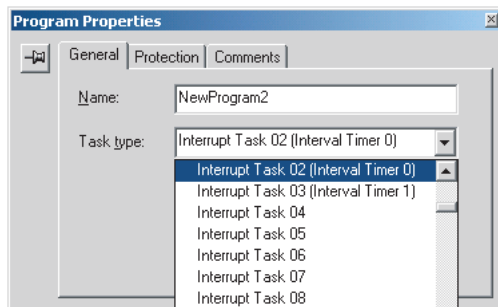 Program Properties
General Protection Comments
Name: NewProgram2
Task type: Interrupt Task 02 (Interval Timer 0)
Interrupt Task 02 (Interval Timer 0)
Interrupt Task 03 (Interval Timer 1)
Interrupt Task 04
Interrupt Task 05
Interrupt Task 06
Interrupt Task 07
Interrupt Task 08